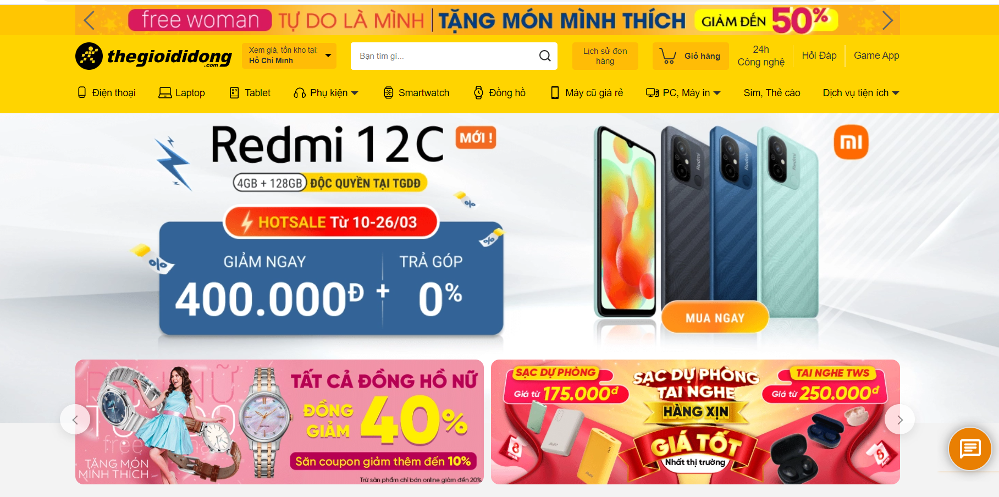 free woman TỰ DO LÀ MÌNH TẶNG MÓN MÌNH THÍCH GIẢM ĐẾN 50%
thegioididong
.com
Xem giá, tồn kho tại:
Hồ Chí Minh
Bạn tìm gì...
Lịch sử đơn
hàng
Giỏ hàng
24h
Công nghệ
Hỏi Đáp
Game App
Điện thoại
Laptop
Tablet
Phụ kiện
Smartwatch
Đồng hồ
Máy cũ giá rẻ
PC, Máy in
Sim, Thẻ cào
Dịch vụ tiện ích
Redmi 12C MỚI !
4GB + 128GB ĐỘC QUYỀN TẠI TGDĐ
HOTSALE Từ 10-26/03
GIẢM NGAY
400.000Đ
+
TRẢ GÓP
0%
Redmi
Redmi
Redmi
MUA NGAY
TẤT CẢ ĐỒNG HỒ NỮ
ĐỒNG
GIẢM
40%
Săn coupon giảm thêm đến 10%
Trừ sản phẩm chỉ bán online giảm đến 20%
free
TẶNG MÓN
MÌNH THÍCH
SẠC DỰ PHÒNG
Giá từ 175.000đ
SẠC DỰ PHÒNG
TAI NGHE
HÀNG XỊN
GIÁ TỐT
Nhất thị trường
TAI NGHE TWS
Giá từ 250.000đ
8
8